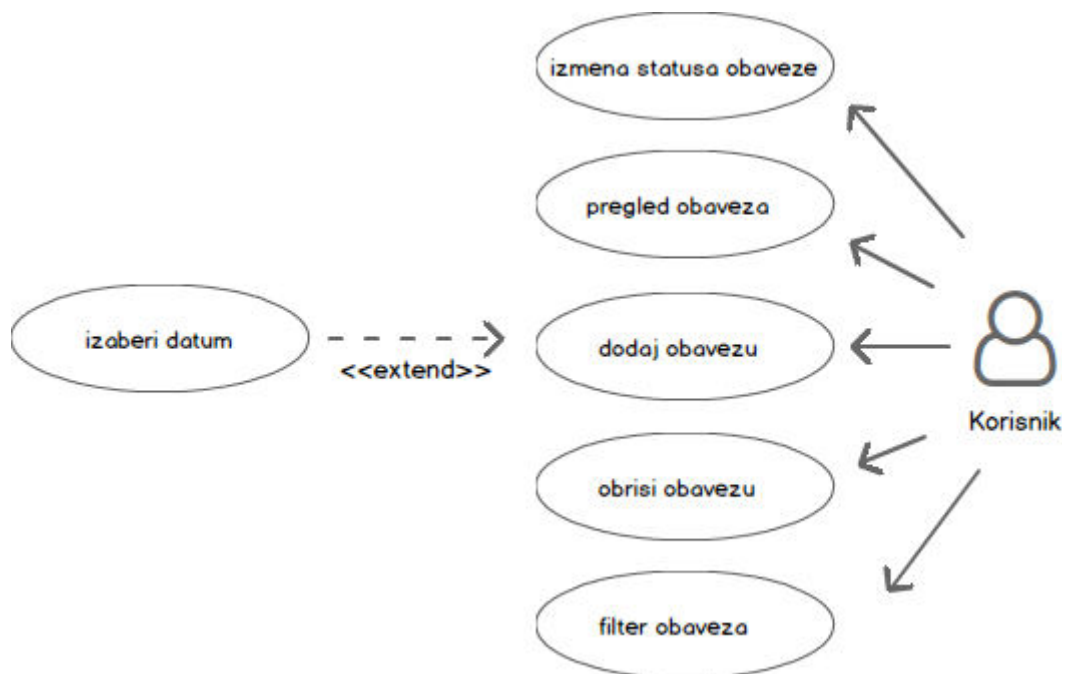 izmena statusa obaveze
pregled obaveza
izaberi datum
<<extend>>
dodaj obavezu
Korisnik
obrisi obavezu
filter obaveza